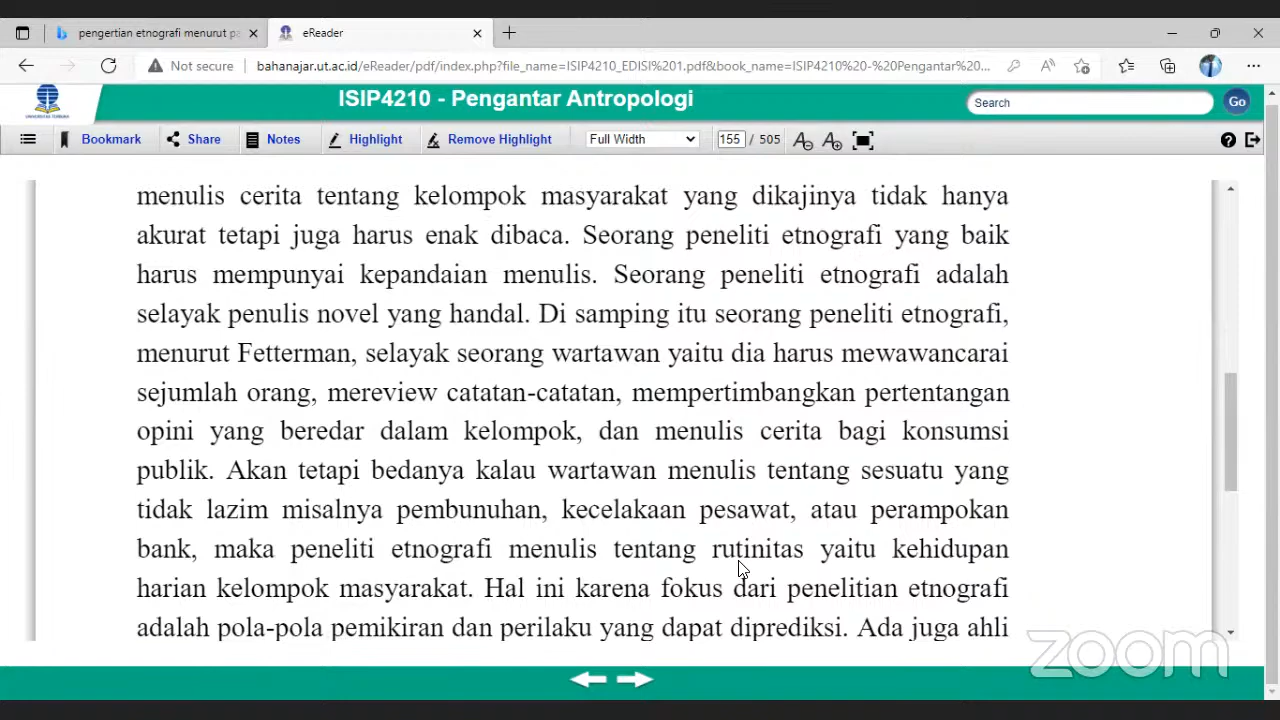 pengertian etnografi menurut pa
eReader
Not secure
bahanajar.ut.ac.id/eReader/pdf/index.php?file_name=ISIP4210_EDISI%201.pdf&book_name=ISIP4210%20-%20Pengantar%20...
ISIP4210 - Pengantar Antropologi
Search
Go
Bookmark
Share
Notes
Highlight
Remove Highlight
Full Width
155 / 505
menulis cerita tentang kelompok masyarakat yang dikajinya tidak hanya
akurat tetapi juga harus enak dibaca. Seorang peneliti etnografi yang baik
harus mempunyai kepandaian menulis. Seorang peneliti etnografi adalah
selayak penulis novel yang handal. Di samping itu seorang peneliti etnografi,
menurut Fetterman, selayak seorang wartawan yaitu dia harus mewawancarai
sejumlah orang, mereview catatan-catatan, mempertimbangkan pertentangan
opini yang beredar dalam kelompok, dan menulis cerita bagi konsumsi
publik. Akan tetapi bedanya kalau wartawan menulis tentang sesuatu yang
tidak lazim misalnya pembunuhan, kecelakaan pesawat, atau perampokan
bank, maka peneliti etnografi menulis tentang rutinitas yaitu kehidupan
harian kelompok masyarakat. Hal ini karena fokus dari penelitian etnografi
adalah pola-pola pemikiran dan perilaku yang dapat diprediksi. Ada juga ahli
zoom